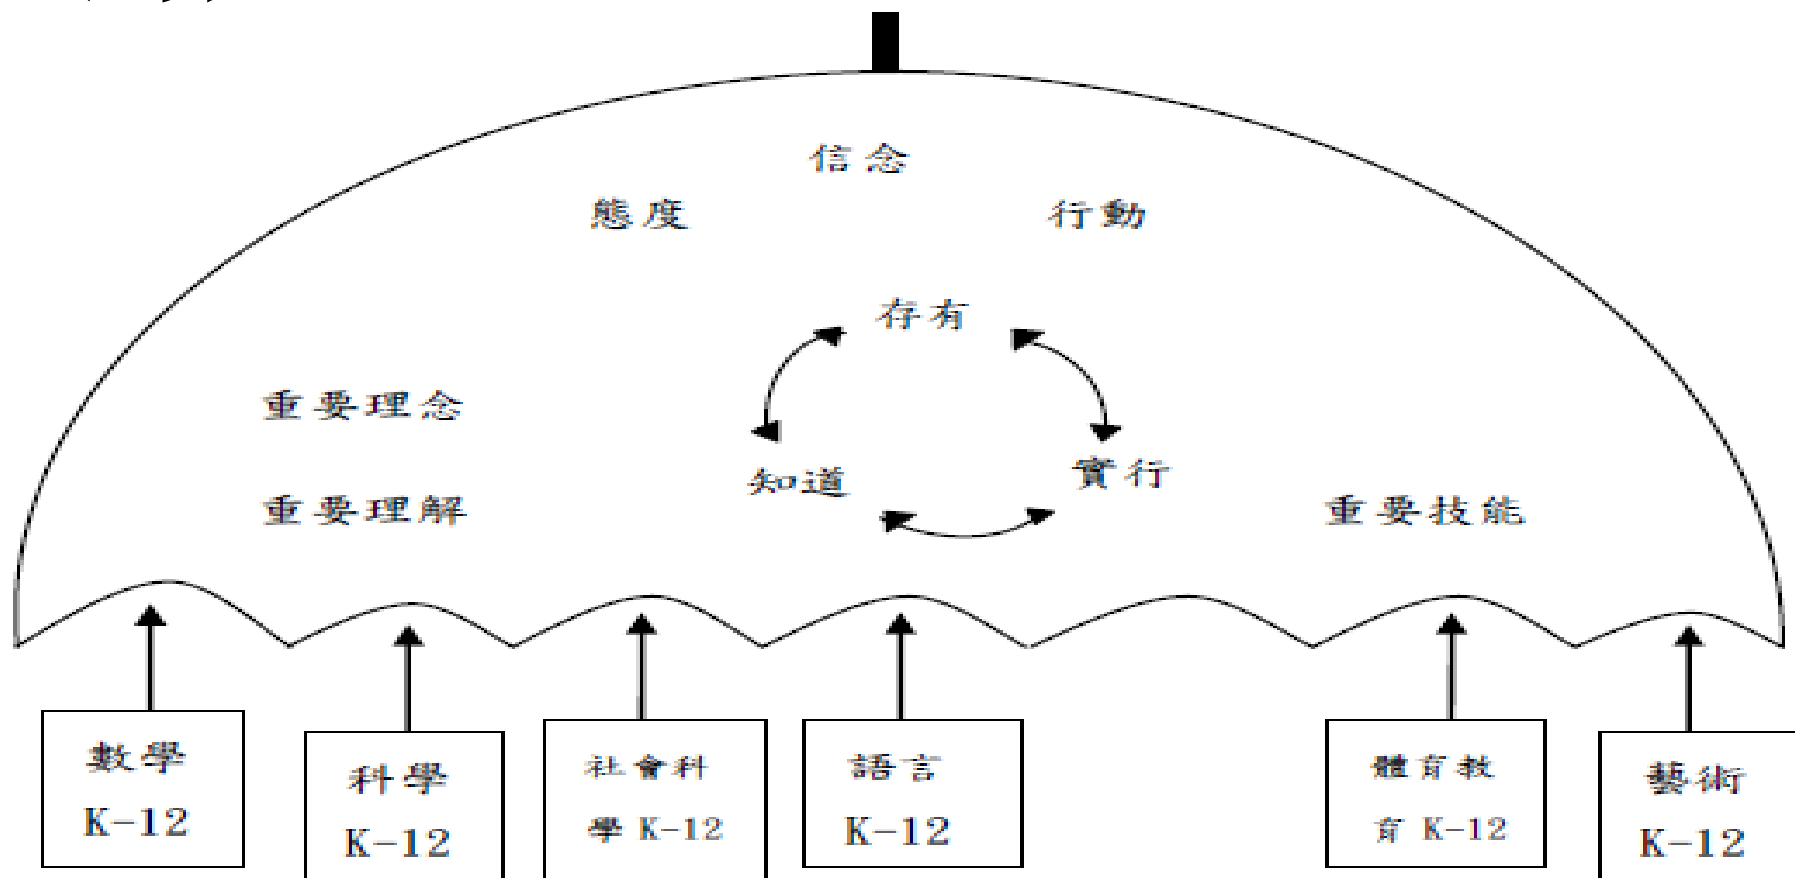 信念
態度
行動
存有
重要理念
知道
實行
重要理解
重要技能
數學
K-12
科學
K-12
社會科
學 K-12
語言
K-12
體育教
育 K-12
藝術
K-12